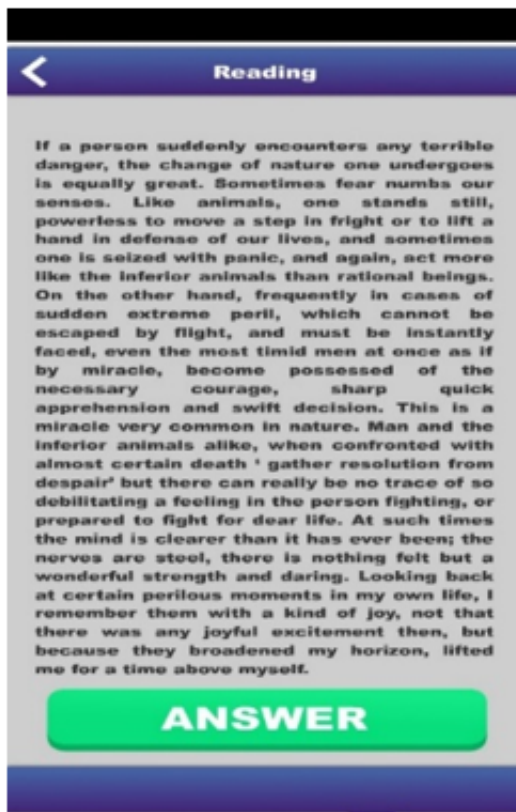 Reading
If a person suddenly encounters any terrible
danger, the change of nature one undergoes
is equally great. Sometimes fear numbs our
senses. Like animals, one stands still,
powerless to move a step in fright or to lift a
hand in defense of our lives, and sometimes
one is seized with panic, and again, act more
like the inferior animals than rational beings.
On the other hand, frequently in cases of
sudden extreme peril, which cannot be
escaped by flight, and must be instantly
faced, even the most timid men at once as if
by miracle, become possessed of the
necessary courage, sharp quick
apprehension and swift decision. This is a
miracle very common in nature. Man and the
inferior animals alike, when confronted with
almost certain death ' gather resolution from
despair' but there can really be no trace of so
debilitating a feeling in the person fighting, or
prepared to fight for dear life. At such times
the mind is clearer than it has ever been; the
nerves are steel, there is nothing felt but a
wonderful strength and daring. Looking back
at certain perilous moments in my own life, I
remember them with a kind of joy, not that
there was any joyful excitement then, but
because they broadened my horizon, lifted
me for a time above myself.
ANSWER